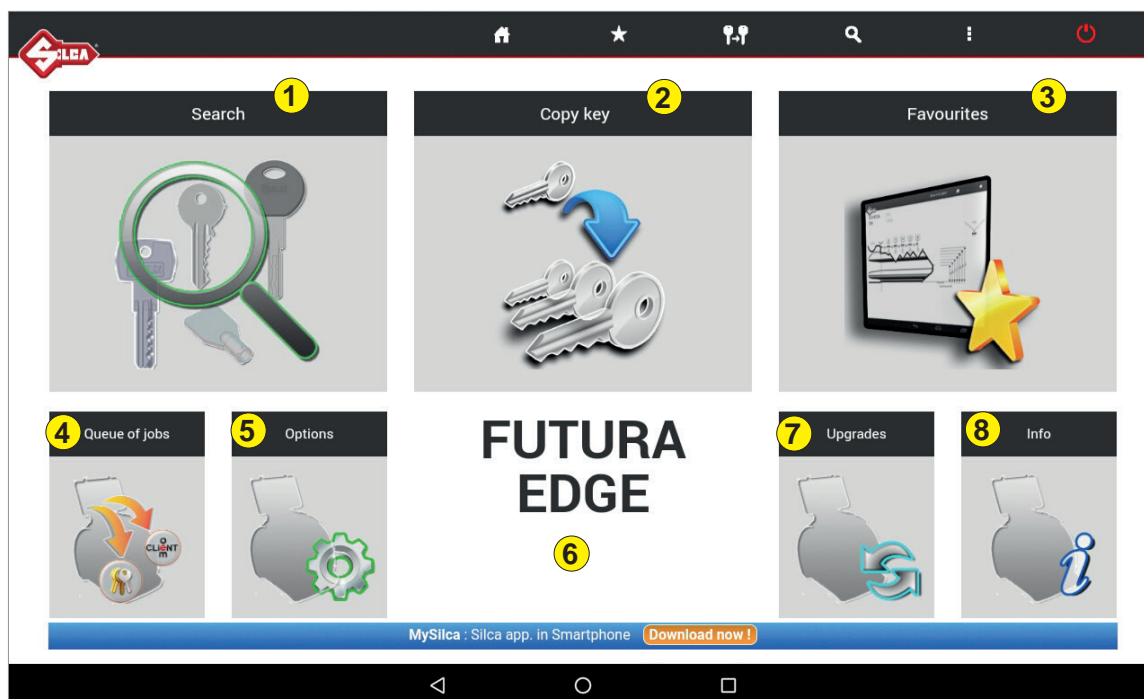 SILCA
Search 1
Copy key 2
Favourites 3
4 Queue of jobs
5 Options
FUTURA
EDGE
6
7 Upgrades
8 Info
CLIENT
MySilca : Silca app. in Smartphone Download now !